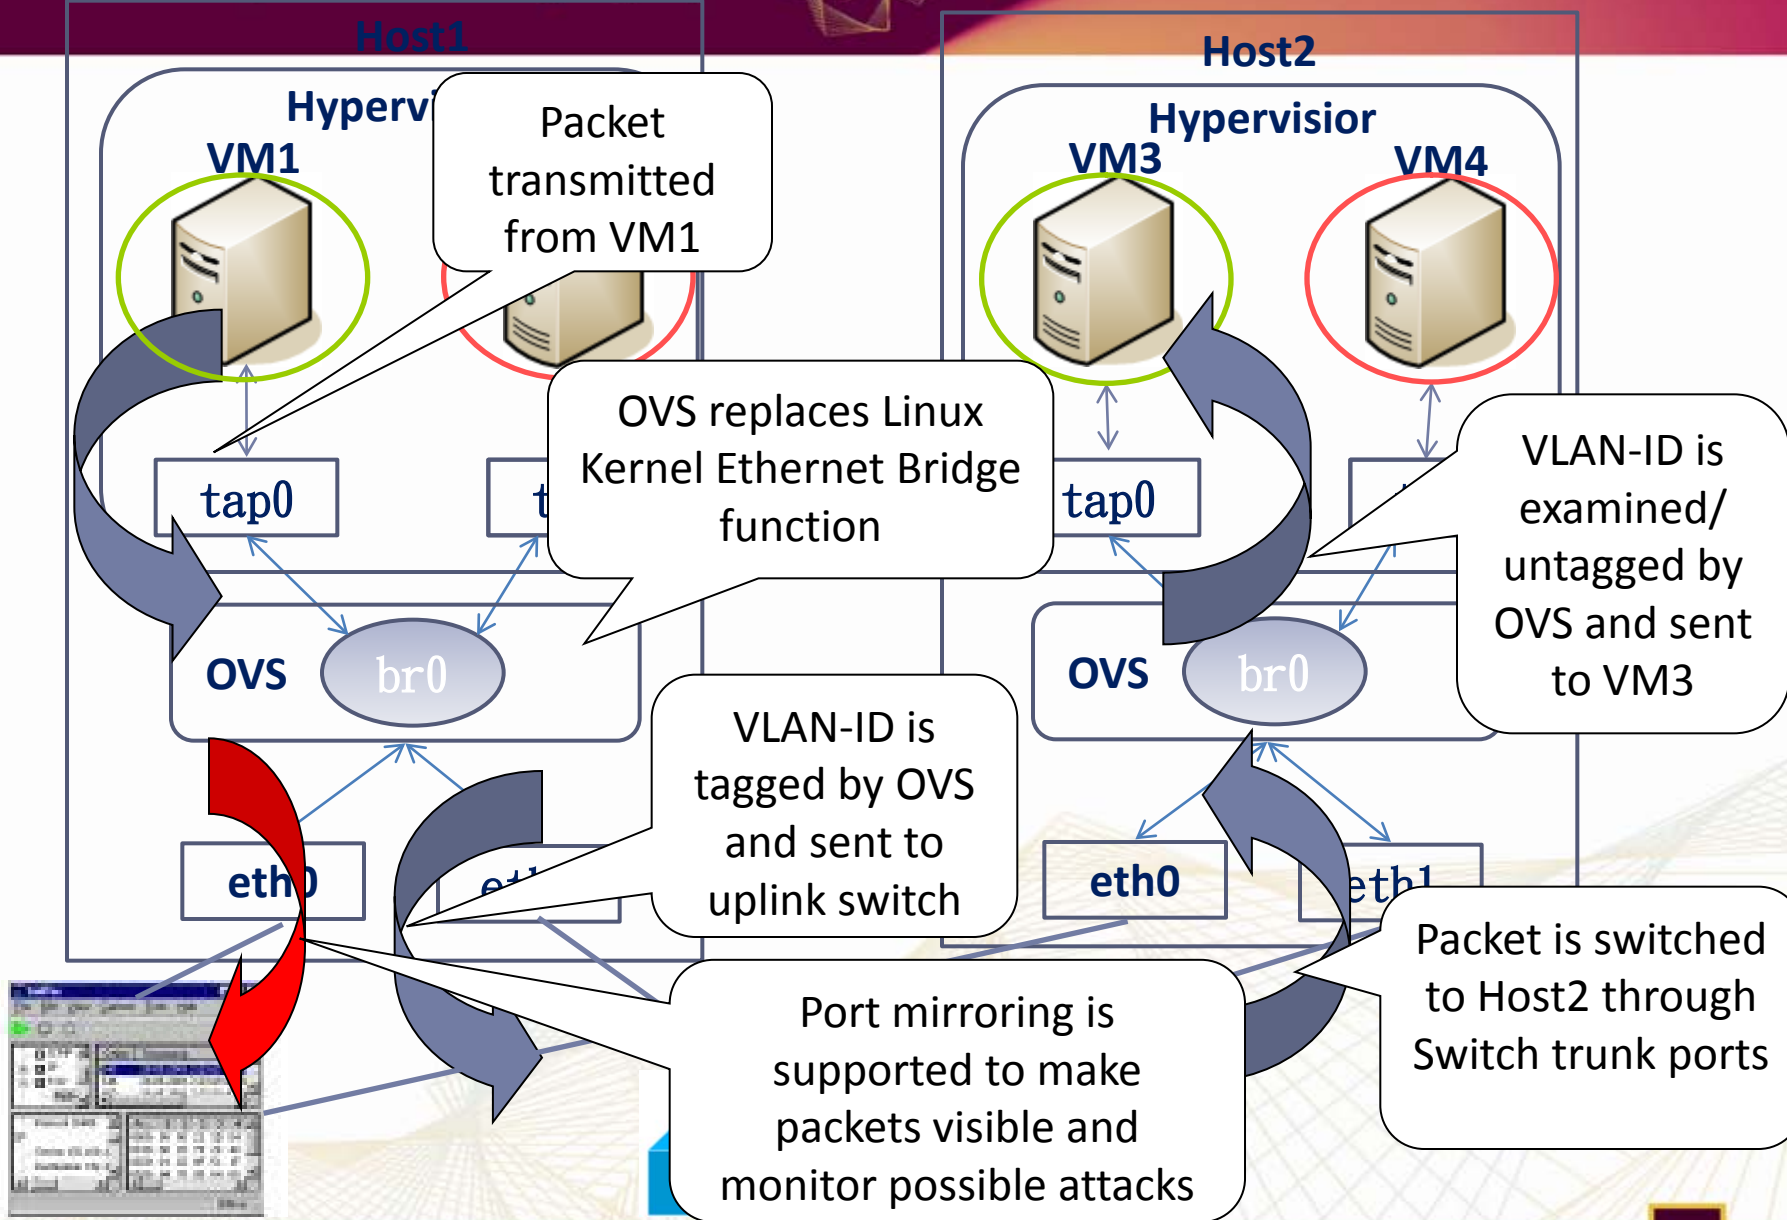 Host1
Hypervi
VM1
Packet
transmitted
from VM1
Host2
Hypervisior
VM3
VM4
OVS replaces Linux
Kernel Ethernet Bridge
function
tap0
tap0
VLAN-ID is
examined/
untagged by
OVS and sent
to VM3
OVS
br0
OVS
br0
VLAN-ID is
tagged by OVS
and sent to
uplink switch
eth0
eth0
eth1
Port mirroring is
supported to make
packets visible and
monitor possible attacks
Packet is switched
to Host2 through
Switch trunk ports